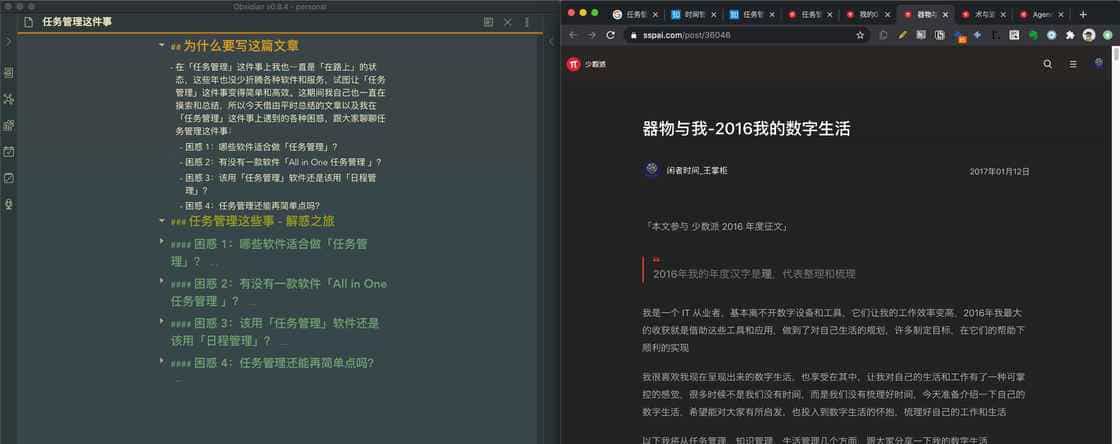 Obsidian v0.8.4 - personal
任务管理这件事
## 为什么要写这篇文章
- 在「任务管理」这件事上我也一直是「在路上」的状
态，这些年也没少折腾各种软件和服务，试图让「任务
管理」这件事变得简单和高效。这期间我自己也一直在
摸索和总结，所以今天借由平时总结的文章以及我在
「任务管理」这件事上遇到的各种困惑，跟大家聊聊任
务管理这件事：
- 困惑 1：哪些软件适合做「任务管理」？
- 困惑 2：有没有一款软件「All in One 任务管理 」？
- 困惑 3：该用「任务管理」软件还是该用「日程管
理」？
- 困惑 4：任务管理还能再简单点吗？
### 任务管理这些事 - 解惑之旅
#### 困惑 1：哪些软件适合做「任务管
理」？ ...
#### 困惑 2：有没有一款软件「All in One
任务管理 」？ ...
#### 困惑 3：该用「任务管理」软件还是
该用「日程管理」？ ...
#### 困惑 4：任务管理还能再简单点吗？
...
任务管
时间管
任务管
任务管
我的G
器物与
术与道
Agen
sspai.com/post/36046
少数派
器物与我-2016我的数字生活
闲者时间_王掌柜
2017年01月12日
「本文参与 少数派 2016 年度征文」
2016年我的年度汉字是理，代表整理和梳理
我是一个 IT 从业者，基本离不开数字设备和工具，它们让我的工作效率变高，2016年我最大
的收获就是借助这些工具和应用，做到了对自己生活的规划，许多制定目标，在它们的帮助下
顺利的实现
我很喜欢我现在呈现出来的数字生活，也享受在其中，让我对自己的生活和工作有了一种可掌
控的感觉，很多时候不是我们没有时间，而是我们没有梳理好时间，今天准备介绍一下自己的
数字生活，希望能对大家有所启发，也投入到数字生活的怀抱，梳理好自己的工作和生活
以下我将从任务管理、知识管理、生活管理几个方面，跟大家分享一下我的数字生活